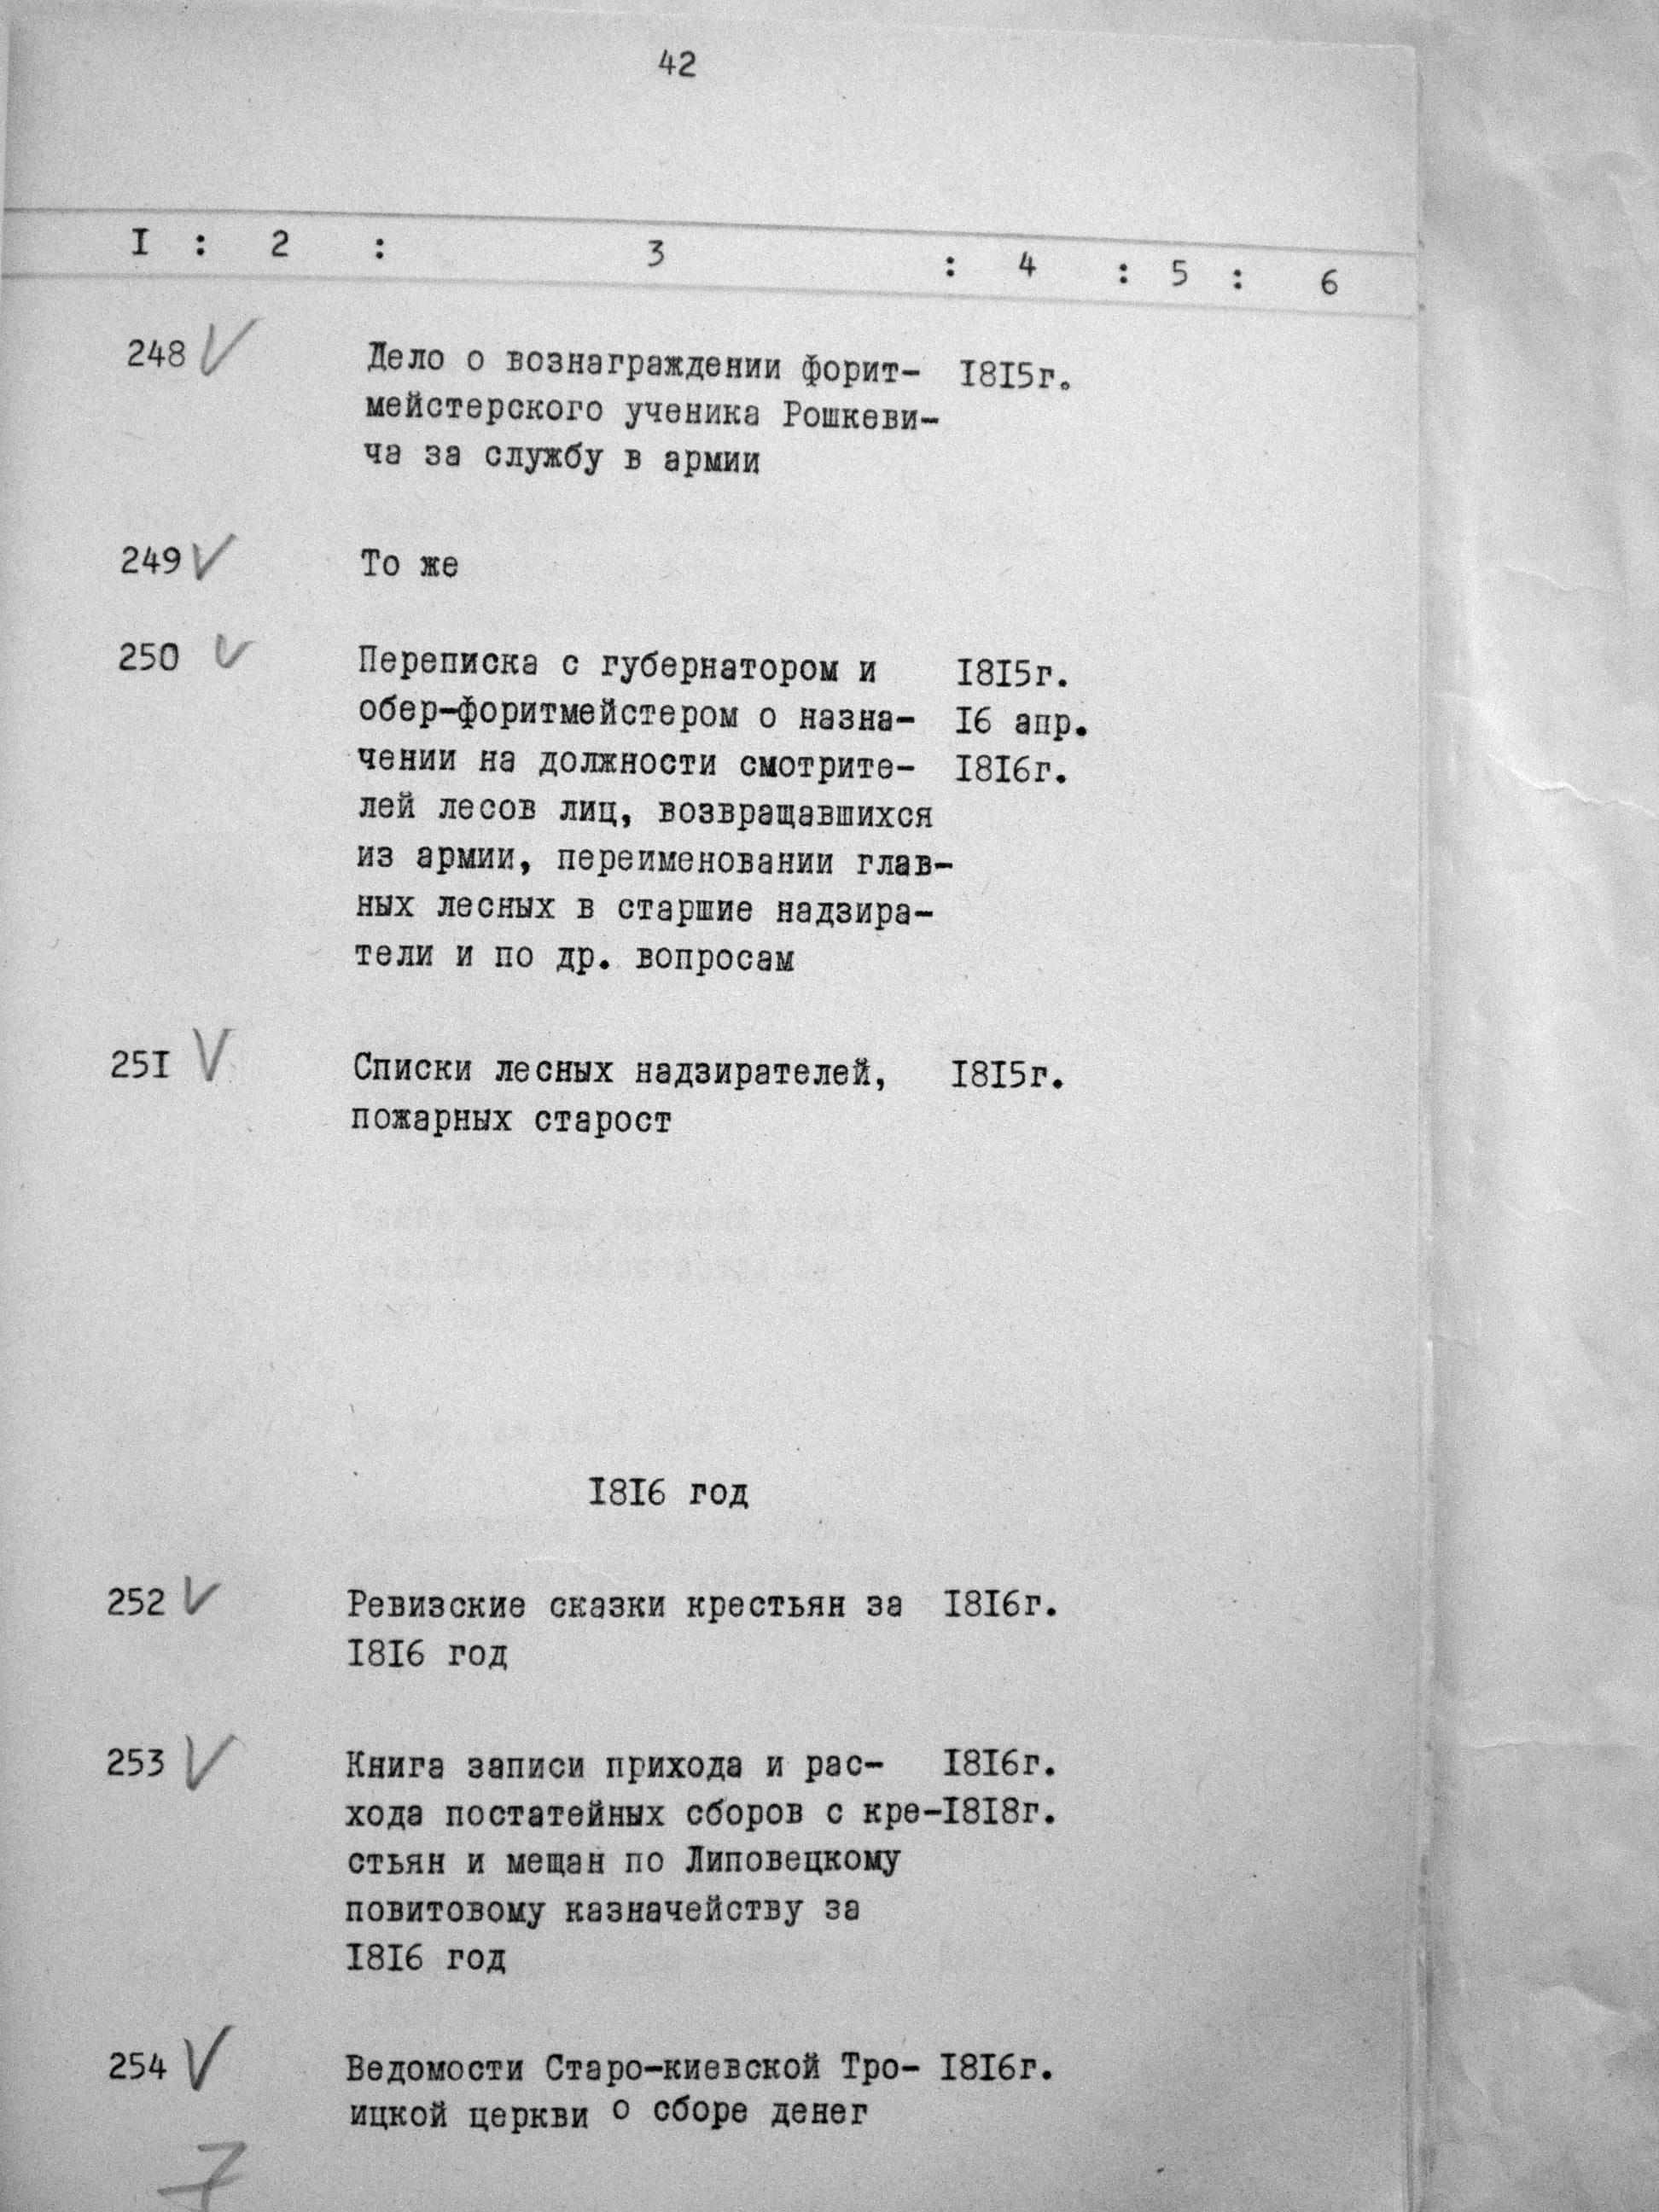 42
I : 2 : 3 : 4 : 5 : 6
248 V Дело о вознаграждении форит- I8I5г.
мейстерского ученика Рошкеви-
ча за службу в армии
249 V То же
250 V Переписка с губернатором и I8I5г.
обер-форитмейстером о назна- I6 апр.
чении на должности смотрите- I8I6г.
лей лесов лиц, возвращавшихся
из армии, переименовании глав-
ных лесных в старшие надзира-
тели и по др. вопросам
25I V Списки лесных надзирателей, I8I5г.
пожарных старост
I8I6 год
252 V Ревизские сказки крестьян за I8I6г.
I8I6 год
253 V Книга записи прихода и рас- I8I6г.
хода постатейных сборов с кре-I8I8г.
стьян и мещан по Липовецкому
повитовому казначейству за
I8I6 год
254 V Ведомости Старо-киевской Тро- I8I6г.
ицкой церкви о сборе денег
7